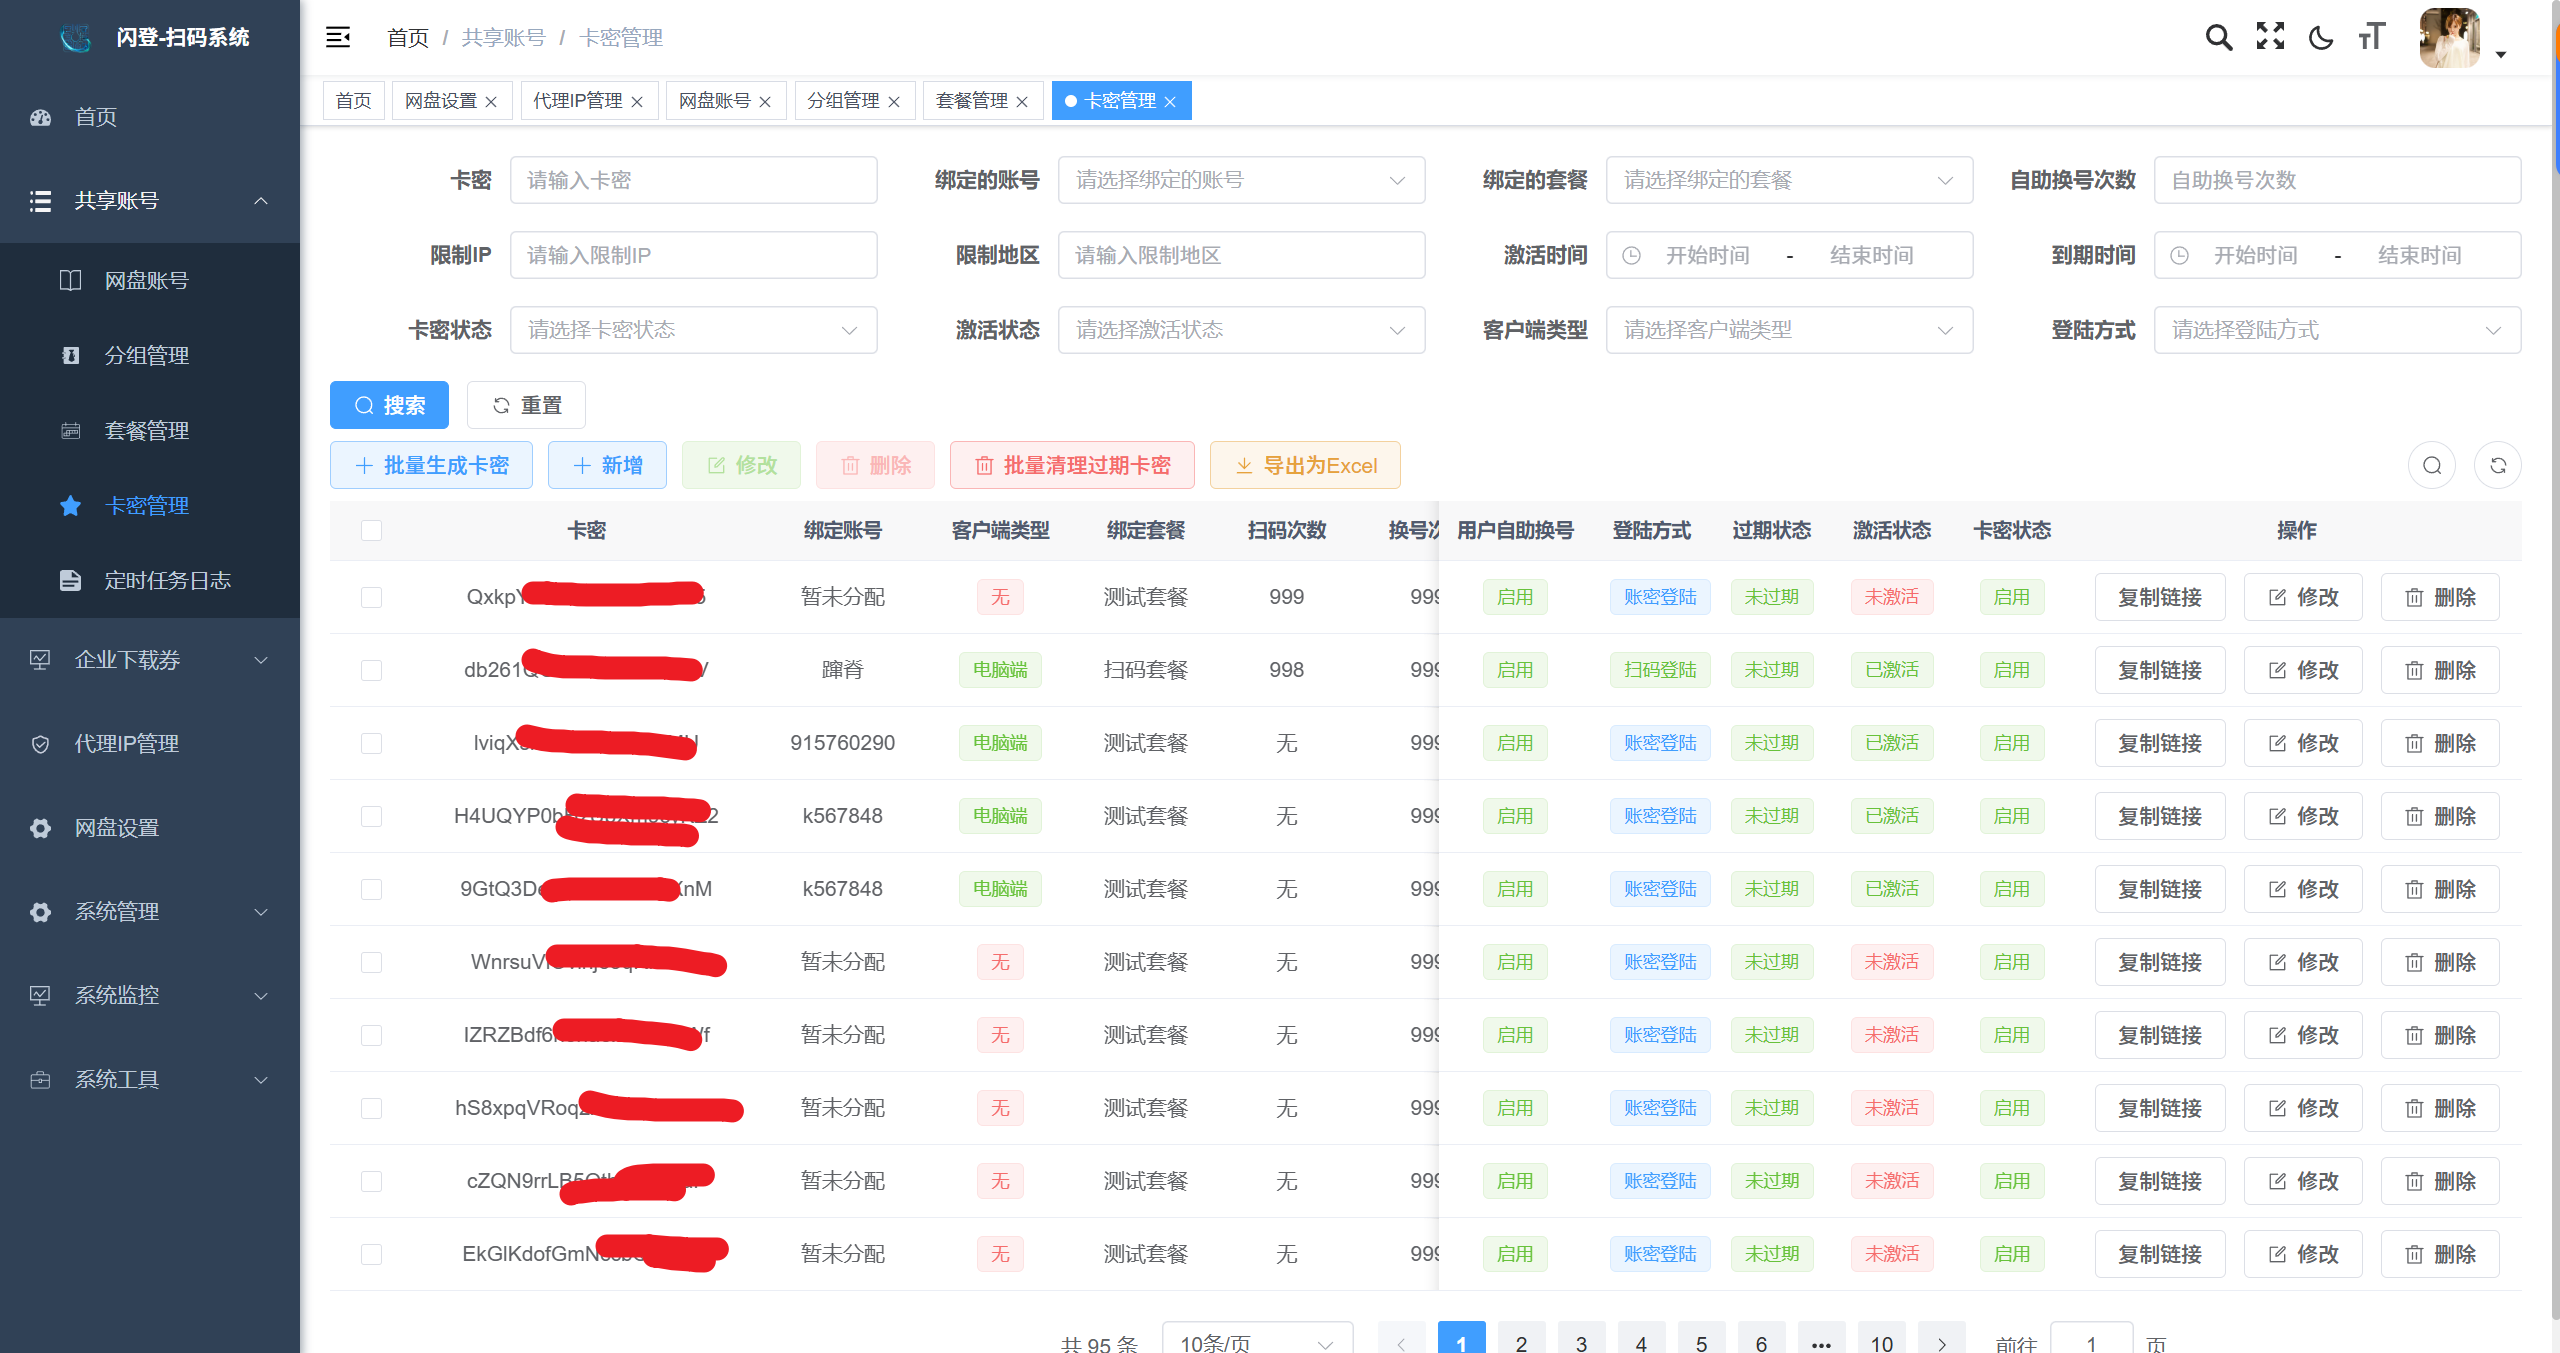 闪登-扫码系统
首页
共享账号
网盘账号
分组管理
套餐管理
卡密管理
定时任务日志
企业下载券
代理IP管理
网盘设置
系统管理
系统监控
系统工具
首页 / 共享账号 / 卡密管理
首页 网盘设置 代理IP管理 网盘账号 分组管理 套餐管理 卡密管理
卡密 请输入卡密 绑定的账号 请选择绑定的账号 绑定的套餐 请选择绑定的套餐 自助换号次数 自助换号次数
限制IP 请输入限制IP 限制地区 请输入限制地区 激活时间 开始时间 - 结束时间 到期时间 开始时间 - 结束时间
卡密状态 请选择卡密状态 激活状态 请选择激活状态 客户端类型 请选择客户端类型 登陆方式 请选择登陆方式
搜索 重置
批量生成卡密 新增 修改 删除 批量清理过期卡密 导出为Excel
卡密 绑定账号 客户端类型 绑定套餐 扫码次数 换号 用户自助换号 登陆方式 过期状态 激活状态 卡密状态 操作
Qxkp 暂未分配 无 测试套餐 999 999 启用 账密登陆 未过期 未激活 启用 复制链接 修改 删除
db261 蹿脊 电脑端 扫码套餐 998 999 启用 扫码登陆 未过期 已激活 启用 复制链接 修改 删除
lviqX 915760290 电脑端 测试套餐 无 999 启用 账密登陆 未过期 已激活 启用 复制链接 修改 删除
H4UQYP0b 2 k567848 电脑端 测试套餐 无 999 启用 账密登陆 未过期 已激活 启用 复制链接 修改 删除
9GtQ3D nM k567848 电脑端 测试套餐 无 999 启用 账密登陆 未过期 已激活 启用 复制链接 修改 删除
WnrsuV 暂未分配 无 测试套餐 无 999 启用 账密登陆 未过期 未激活 启用 复制链接 修改 删除
IZRZBdf6 f 暂未分配 无 测试套餐 无 999 启用 账密登陆 未过期 未激活 启用 复制链接 修改 删除
hS8xpqVRoq 暂未分配 无 测试套餐 无 999 启用 账密登陆 未过期 未激活 启用 复制链接 修改 删除
cZQN9rrL 暂未分配 无 测试套餐 无 999 启用 账密登陆 未过期 未激活 启用 复制链接 修改 删除
EkGlKdofGmN 暂未分配 无 测试套餐 无 999 启用 账密登陆 未过期 未激活 启用 复制链接 修改 删除
共 95 条 10条/页 1 2 3 4 5 6 ••• 10 前往 1 页